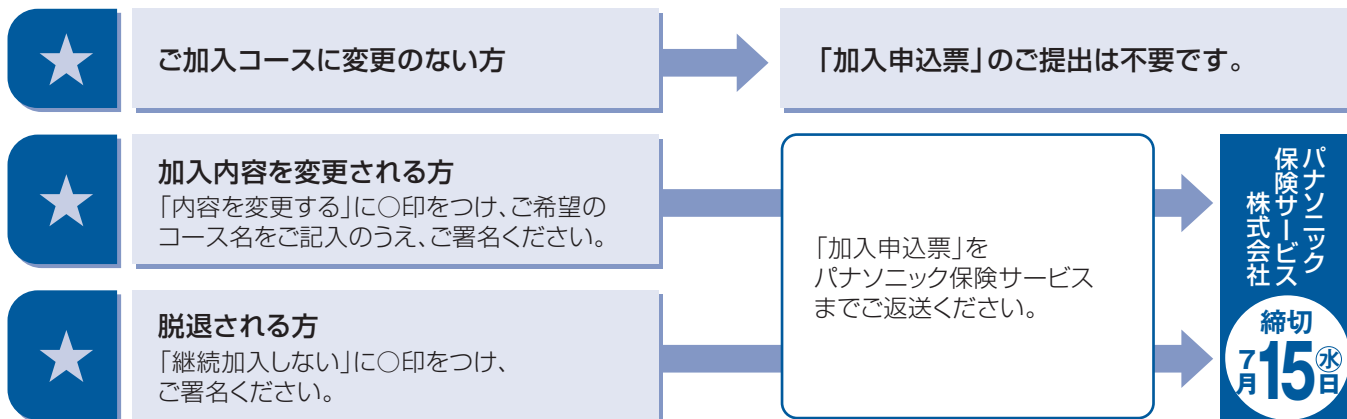 ご加入コースに変更のない方
「加入申込票」のご提出は不要です。
加入内容を変更される方
「内容を変更する」に○印をつけ、ご希望の
コース名をご記入のうえ、ご署名ください。
脱退される方
「継続加入しない」に○印をつけ、
ご署名ください。
「加入申込票」を
パナソニック保険サービス
までご返送ください。
パナソニック
保険サービス
株式会社
締切
7月15日㊌